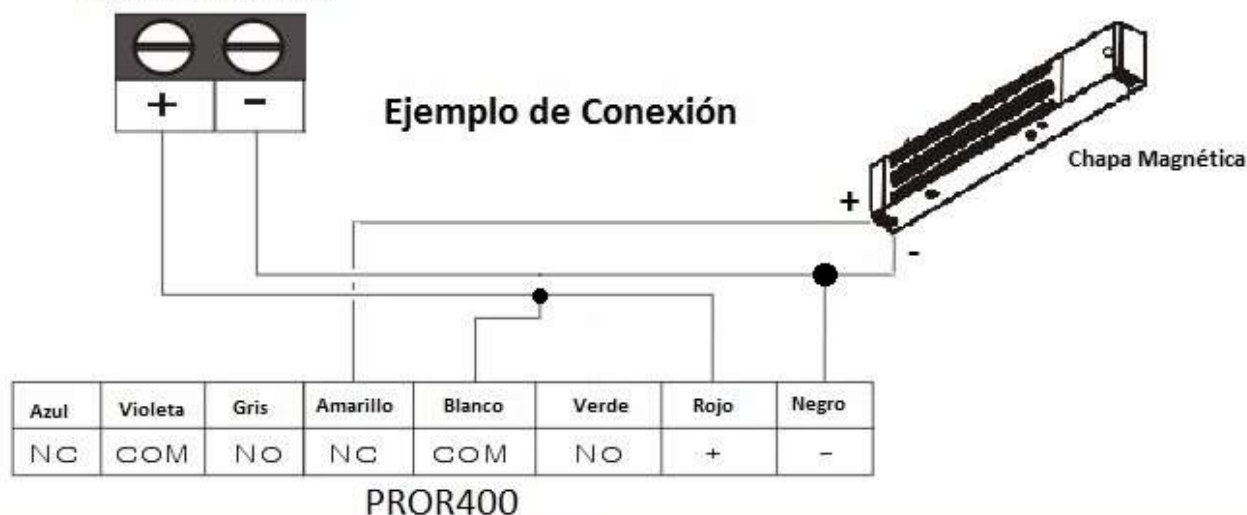 + -
Ejemplo de Conexión
Chapa Magnética
+
-
Azul Violeta Gris Amarillo Blanco Verde Rojo Negro
NC COM NO NC COM NO + -
PROR400